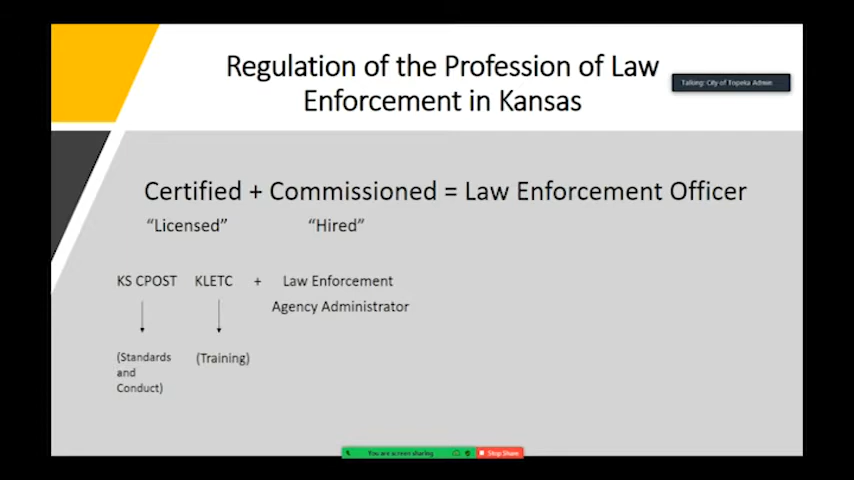 Regulation of the Profession of Law
Enforcement in Kansas
Talking: City of Topeka Admin
Certified + Commissioned = Law Enforcement Officer
“Licensed” “Hired”
KS CPOST KLETC + Law Enforcement
Agency Administrator
(Standards
and
Conduct)
(Training)
You are screen sharing
Stop Share